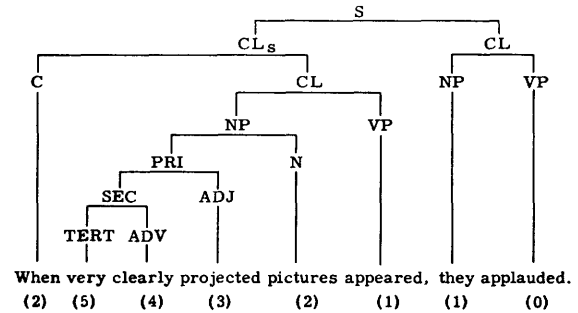 S
CLS CL
C CL NP VP
NP VP
PRI N
SEC ADJ
TERT ADV
When very clearly projected pictures appeared, they applauded.
(2) (5) (4) (3) (2) (1) (1) (0)